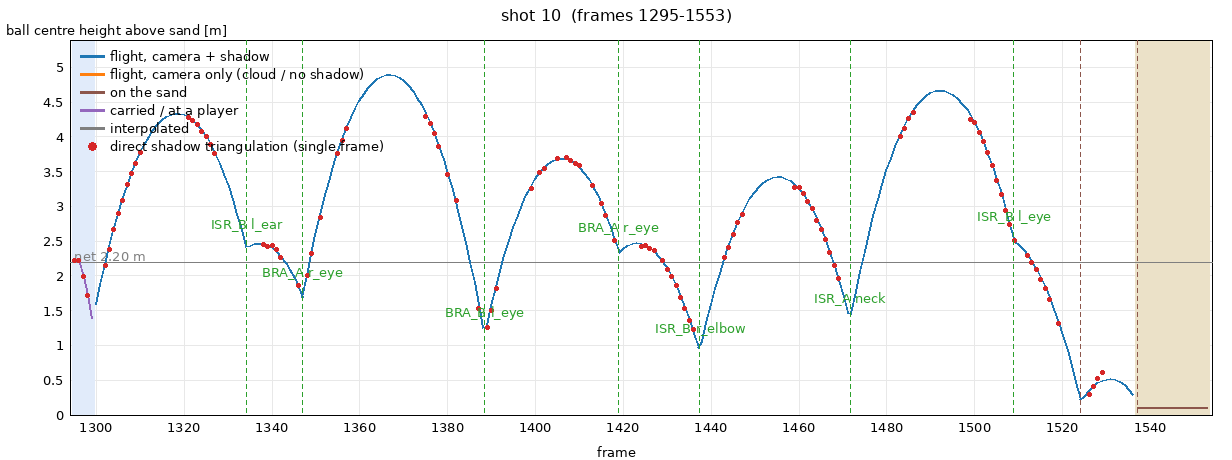 shot 10  (frames 1295-1553)
ball centre height above sand [m]
flight, camera + shadow
flight, camera only (cloud / no shadow)
on the sand
carried / at a player
interpolated
direct shadow triangulation (single frame)
net 2.20 m
ISR_B l_ear
BRA_A r_eye
BRA_B l_eye
BRA_A r_eye
ISR_B r_elbow
ISR_A neck
ISR_B l_eye
5
4.5
4
3.5
3
2.5
2
1.5
1
0.5
0
1300
1320
1340
1360
1380
1400
1420
1440
1460
1480
1500
1520
1540
frame